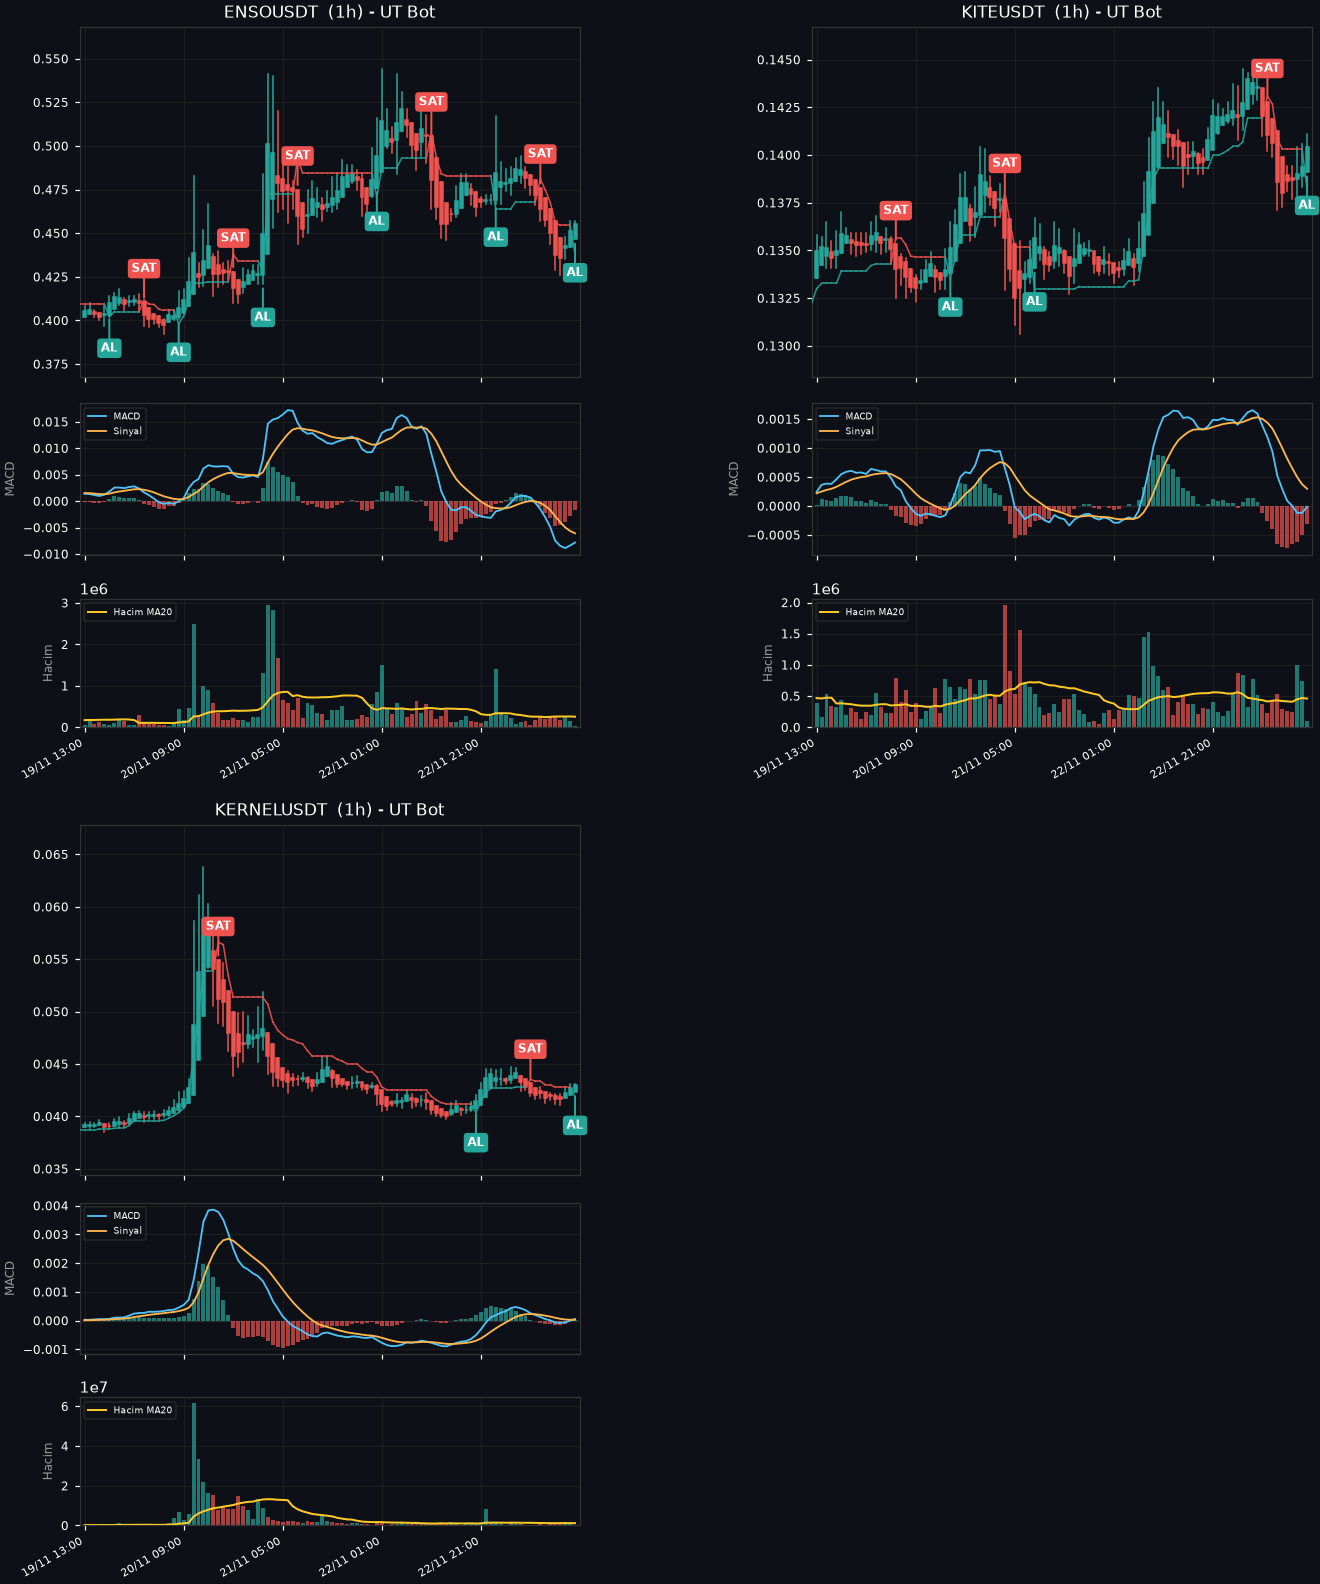 ENSOUSDT (1h) - UT Bot
0.550
0.525
0.500
0.475
0.450
0.425
0.400
0.375
SAT
SAT
SAT
SAT
SAT
AL
AL
AL
AL
AL
AL
MACD
Sinyal
MACD
0.015
0.010
0.005
0.000
−0.005
−0.010
1e6
Hacim MA20
Hacim
3
2
1
0
19/11 13:00
20/11 09:00
21/11 05:00
22/11 01:00
22/11 21:00
KITEUSDT (1h) - UT Bot
0.1450
0.1425
0.1400
0.1375
0.1350
0.1325
0.1300
SAT
SAT
SAT
AL
AL
AL
MACD
Sinyal
MACD
0.0015
0.0010
0.0005
0.0000
−0.0005
1e6
Hacim MA20
Hacim
2.0
1.5
1.0
0.5
0.0
19/11 13:00
20/11 09:00
21/11 05:00
22/11 01:00
22/11 21:00
KERNELUSDT (1h) - UT Bot
0.065
0.060
0.055
0.050
0.045
0.040
0.035
SAT
SAT
AL
AL
MACD
Sinyal
MACD
0.004
0.003
0.002
0.001
0.000
−0.001
1e7
Hacim MA20
Hacim
6
4
2
0
19/11 13:00
20/11 09:00
21/11 05:00
22/11 01:00
22/11 21:00